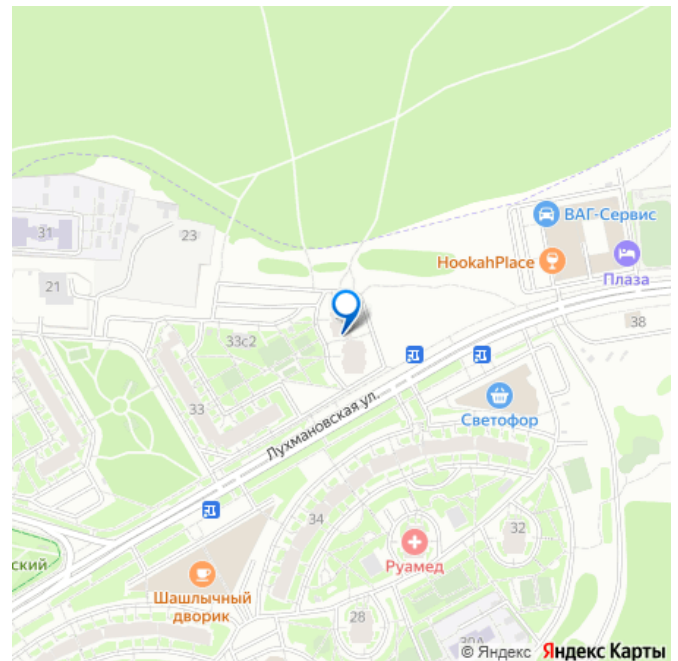 ВАГ-Сервис
31
23
HookahPlace
Плаза
21
38
33с2
33
Лухмановская ул.
Светофор
34
32
ский
Руамед
Шашлычный
дворик
28
30А
© Яндекс Яндекс Карты